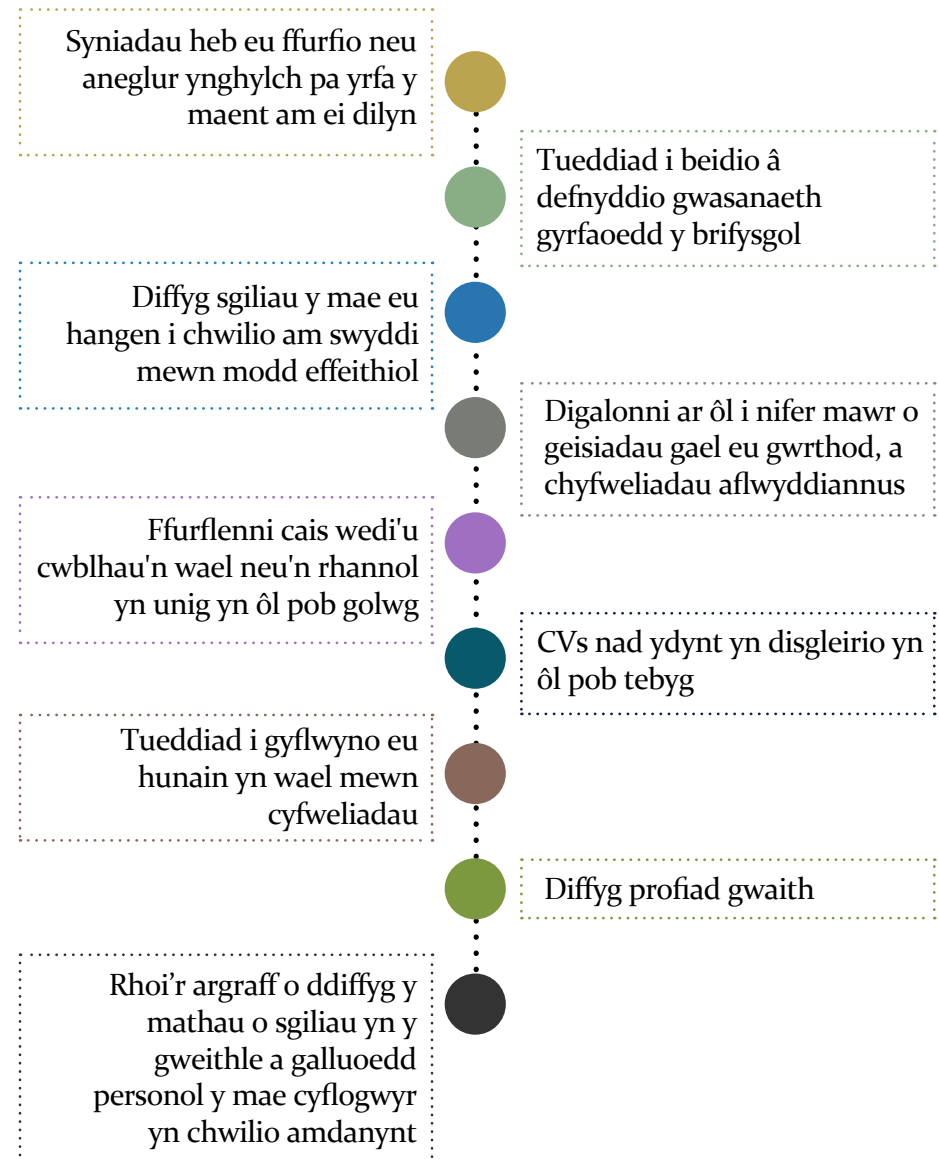 Syniadau heb eu ffurfio neu
aneglur ynghylch pa yrfa y
maent am ei dilyn
Tueddiad i beidio â
defnyddio gwasanaeth
gyrfaoedd y brifysgol
Diffyg sgiliau y mae eu
hangen i chwilio am swyddi
mewn modd effeithiol
Digalonni ar ôl i nifer mawr o
geisiadau gael eu gwrthod, a
chyfweliadau aflwyddiannus
Ffurflenni cais wedi'u
cwblhau'n wael neu'n rhannol
yn unig yn ôl pob golwg
CVs nad ydynt yn disgleirio yn
ôl pob tebyg
Tueddiad i gyflwyno eu
hunain yn wael mewn
cyfweliadau
Diffyg profiad gwaith
Rhoi’r argraff o ddiffyg y
mathau o sgiliau yn y
gweithle a galluoedd
personol y mae cyflogwyr
yn chwilio amdanynt